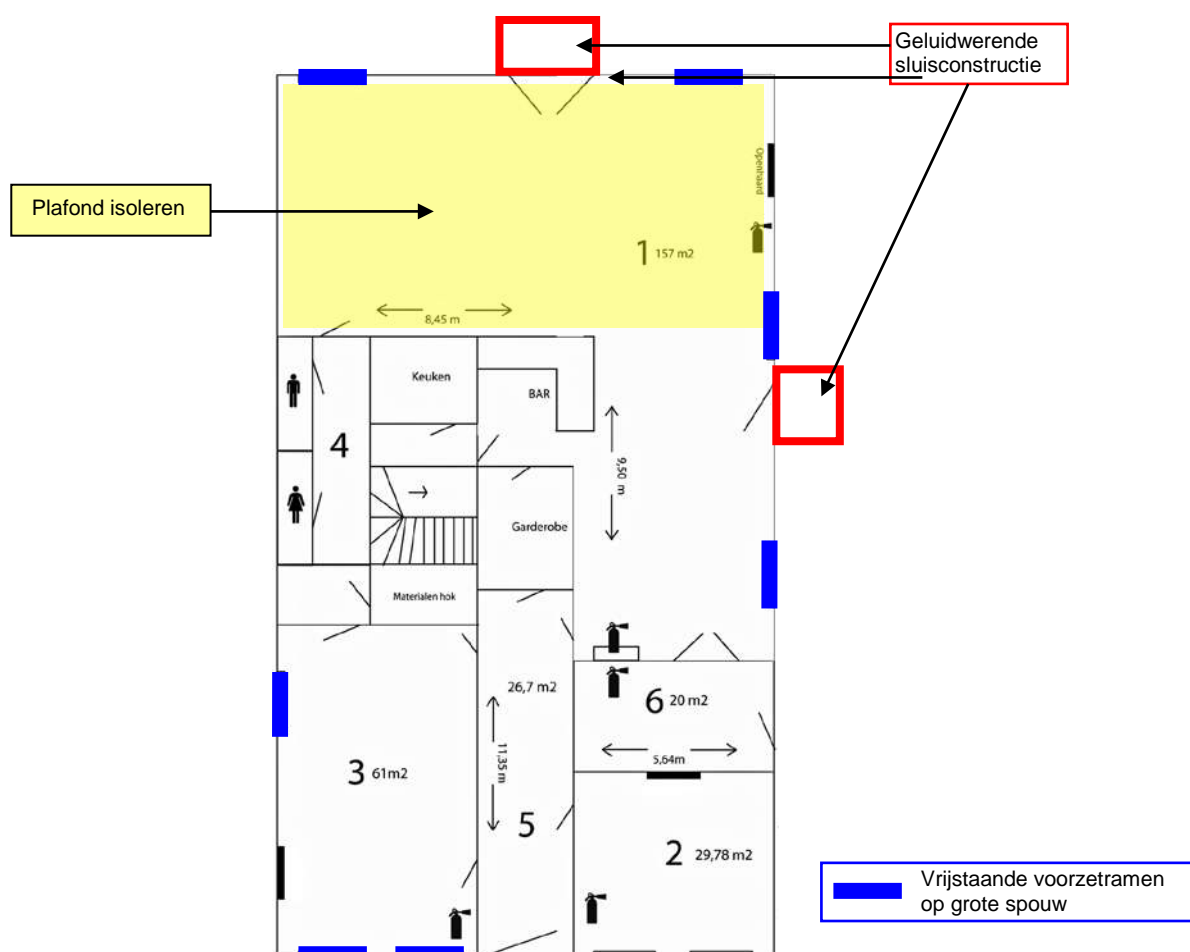 Geluidwerende
sluisconstructie
Openhaard
Plafond isoleren
1 157 m2
8,45 m
Keuken
BAR
4
9,50 m
Garderobe
Materialen hok
26,7 m2
6 20 m2
11,35 m
5,64m
3 61m2
5
2 29,78 m2
Vrijstaande voorzetramen
op grote spouw